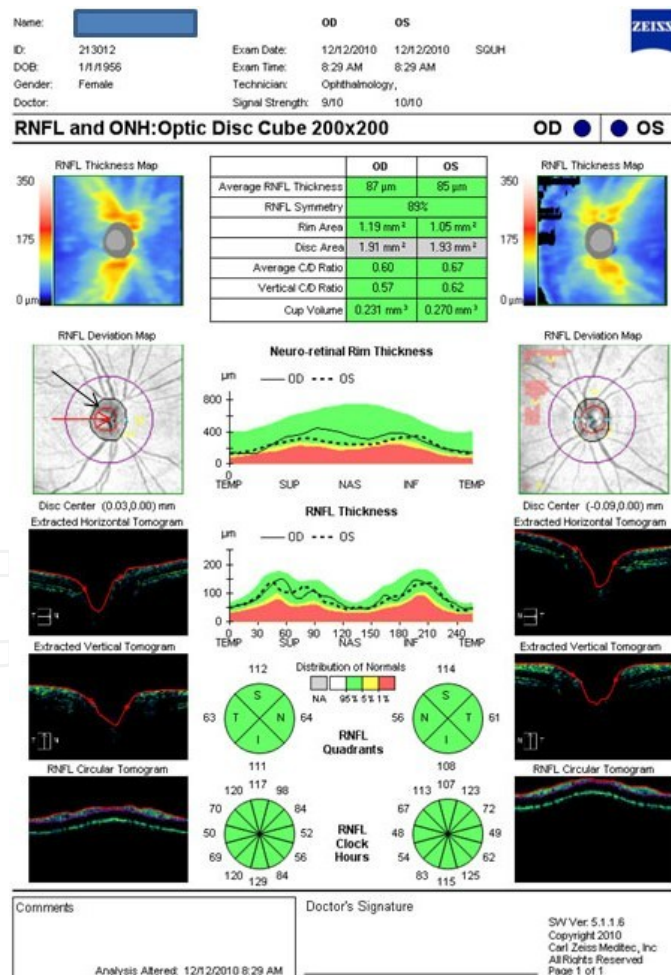 Name: OD OS
ZEISS
ID: 213012 Exam Date: 12/12/2010 12/12/2010 SQUH
DOB: 1/1/1956 Exam Time: 8:29 AM 8:29 AM
Gender: Female Technician: Ophthalmology,
Doctor: Signal Strength: 9/10 10/10
RNFL and ONH:Optic Disc Cube 200x200 OD OS
RNFL Thickness Map
350
175
0 µm
OD OS
Average RNFL Thickness 87 µm 85 µm
RNFL Symmetry 89%
Rim Area 1.19 mm² 1.05 mm²
Disc Area 1.91 mm² 1.93 mm²
Average C/D Ratio 0.60 0.67
Vertical C/D Ratio 0.57 0.62
Cup Volume 0.231 mm³ 0.270 mm³
RNFL Thickness Map
350
175
0 µm
RNFL Deviation Map
Disc Center (0.03,0.00) mm
Neuro-retinal Rim Thickness
µm OD OS
800
400
0
TEMP SUP NAS INF TEMP
RNFL Deviation Map
Disc Center (-0.09,0.00) mm
Extracted Horizontal Tomogram
T N
RNFL Thickness
µm OD OS
200
100
0
0 30 60 90 120 150 180 210 240
TEMP SUP NAS INF TEMP
Extracted Horizontal Tomogram
Extracted Vertical Tomogram
Extracted Vertical Tomogram
Distribution of Normals
NA 95% 5% 1%
112
S
63 T N 64
I
111
RNFL
Quadrants
114
S
56 N T 61
I
108
RNFL Circular Tomogram
RNFL Circular Tomogram
117
120 98
70 84
50 52
69 56
120 84
129
RNFL
Clock
Hours
107
113 123
67 72
48 49
54 62
83 125
115
Comments
Analysis Altered: 12/12/2010 8:29 AM
Doctor's Signature
SW Ver: 5.1.1.6
Copyright 2010
Carl Zeiss Meditec, Inc
All Rights Reserved
Page 1 of 1